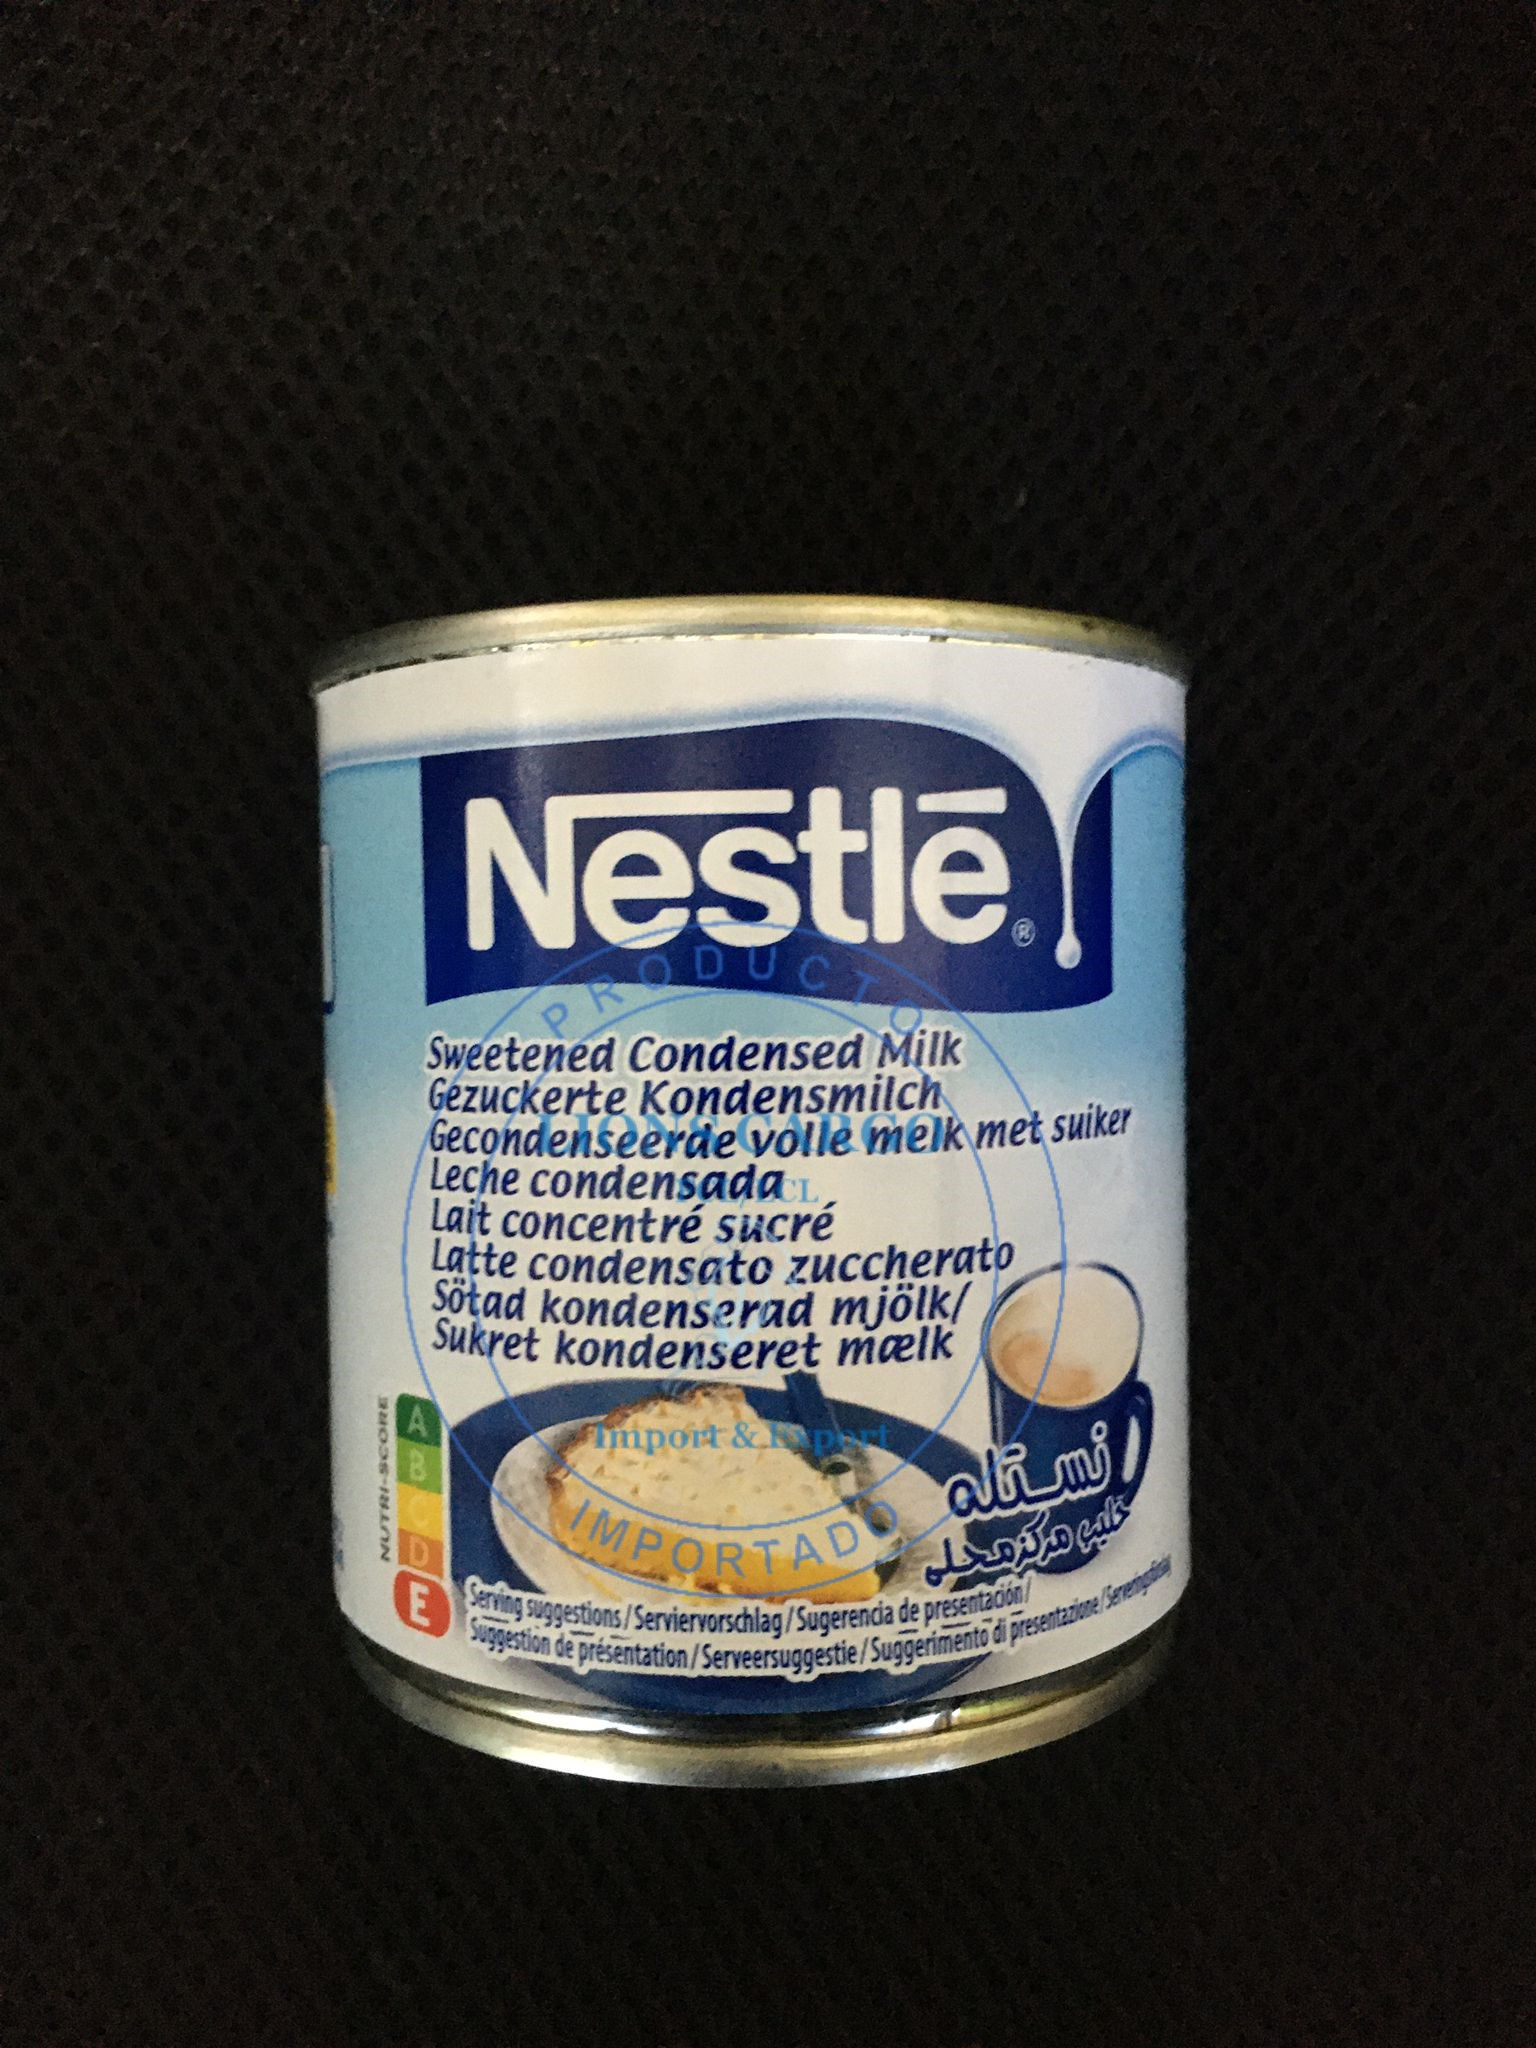 Nestlé®
PRODUCTO
Sweetened Condensed Milk
Gezuckerte Kondensmilch
LIONS CARGO
Gecondenseerde volle melk met suiker
Leche condensada
Lait concentré sucré
Latte condensato zuccherato
Sötad kondenserad mjölk/
Sukret kondenseret mælk
NUTRI-SCORE
A
B
C
D
E
Import & Export
IMPORTADO
نستله
حليب مركز محلى
Serving suggestions/Serviervorschlag/Sugerencia de presentación/
Suggestion de présentation/Serveersuggestie/Suggerimento di presentazione/Serveringsforslag